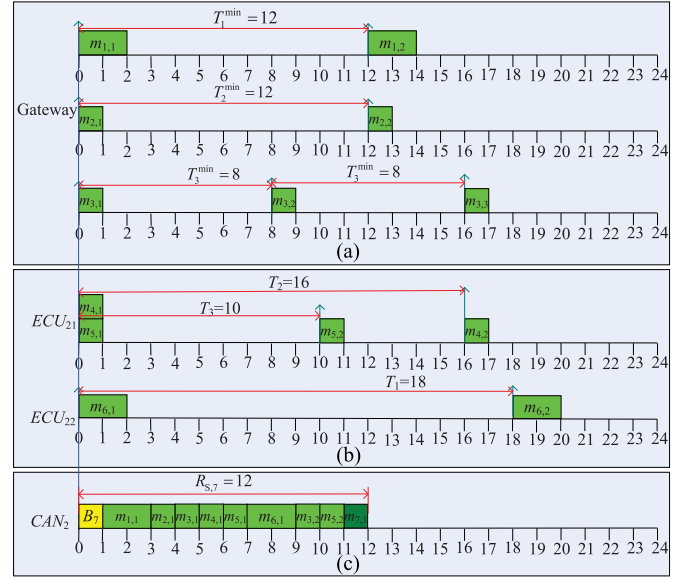 T₁ᵐⁱⁿ = 12
m₁,₁ m₁,₂
0 1 2 3 4 5 6 7 8 9 10 11 12 13 14 15 16 17 18 19 20 21 22 23 24
Gateway
T₂ᵐⁱⁿ = 12
m₂,₁ m₂,₂
0 1 2 3 4 5 6 7 8 9 10 11 12 13 14 15 16 17 18 19 20 21 22 23 24
T₃ᵐⁱⁿ = 8 T₃ᵐⁱⁿ = 8
m₃,₁ m₃,₂ m₃,₃
0 1 2 3 4 5 6 7 8 9 10 11 12 13 14 15 16 17 18 19 20 21 22 23 24
(a)
T₂=16
m₄,₁
T₃=10
ECU₂₁ m₅,₁ m₅,₂ m₄,₂
0 1 2 3 4 5 6 7 8 9 10 11 12 13 14 15 16 17 18 19 20 21 22 23 24
T₁=18
m₆,₁ m₆,₂
ECU₂₂
0 1 2 3 4 5 6 7 8 9 10 11 12 13 14 15 16 17 18 19 20 21 22 23 24
(b)
R_S,₇ = 12
CAN₂ B₇ m₁,₁ m₂,₁ m₃,₁ m₄,₁ m₅,₁ m₆,₁ m₃,₂ m₅,₂ m₇,₁
0 1 2 3 4 5 6 7 8 9 10 11 12 13 14 15 16 17 18 19 20 21 22 23 24
(c)